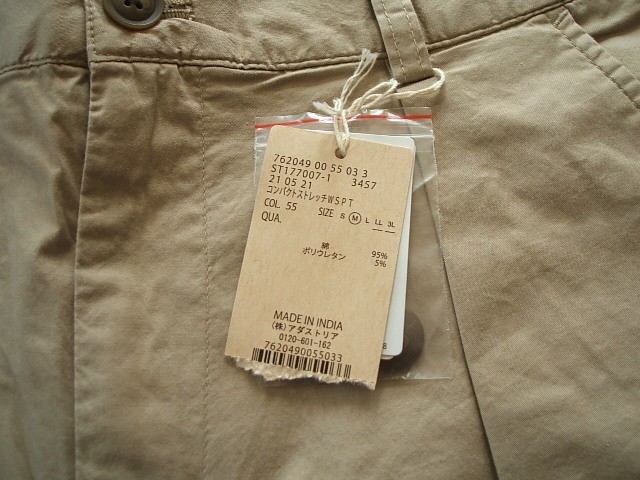 762049 00 55 03 3
ST177007-1 3457
21 05 21
コンパクトストレッチWSPT
COL 55 SIZE S M L LL 3L
QUA.
綿 95%
ポリウレタン 5%
MADE IN INDIA
(株)アダストリア
0120-601-162
7620490055033
8